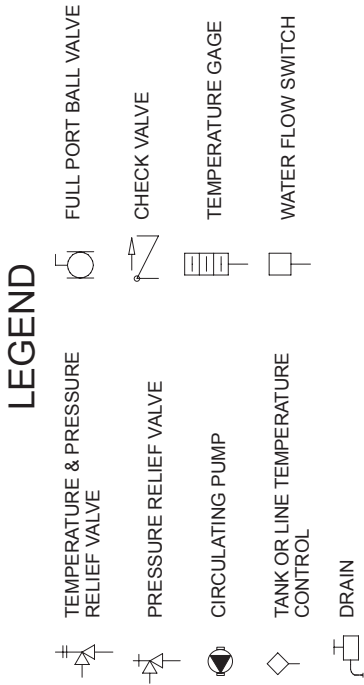 LEGEND
TEMPERATURE & PRESSURE
RELIEF VALVE
PRESSURE RELIEF VALVE
CIRCULATING PUMP
TANK OR LINE TEMPERATURE
CONTROL
DRAIN
FULL PORT BALL VALVE
CHECK VALVE
TEMPERATURE GAGE
WATER FLOW SWITCH